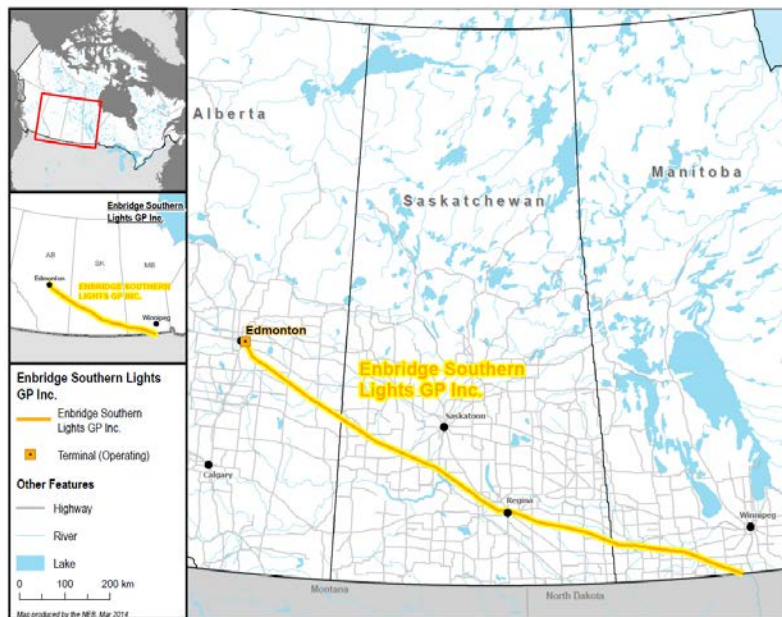 Enbridge Southern
Lights GP Inc.
AB
SK
MB
Edmonton
ENBRIDGE SOUTHERN
LIGHTS GP INC.
Winnipeg
Enbridge Southern Lights
GP Inc.
Enbridge Southern
Lights GP Inc.
Terminal (Operating)
Other Features
Highway
River
Lake
0 100 200 km
Map produced by the NEB, Mar 2014
Alberta
Saskatchewan
Manitoba
Edmonton
Enbridge Southern
Lights GP Inc.
Saskatoon
Calgary
Regina
Winnipeg
Montana
North Dakota